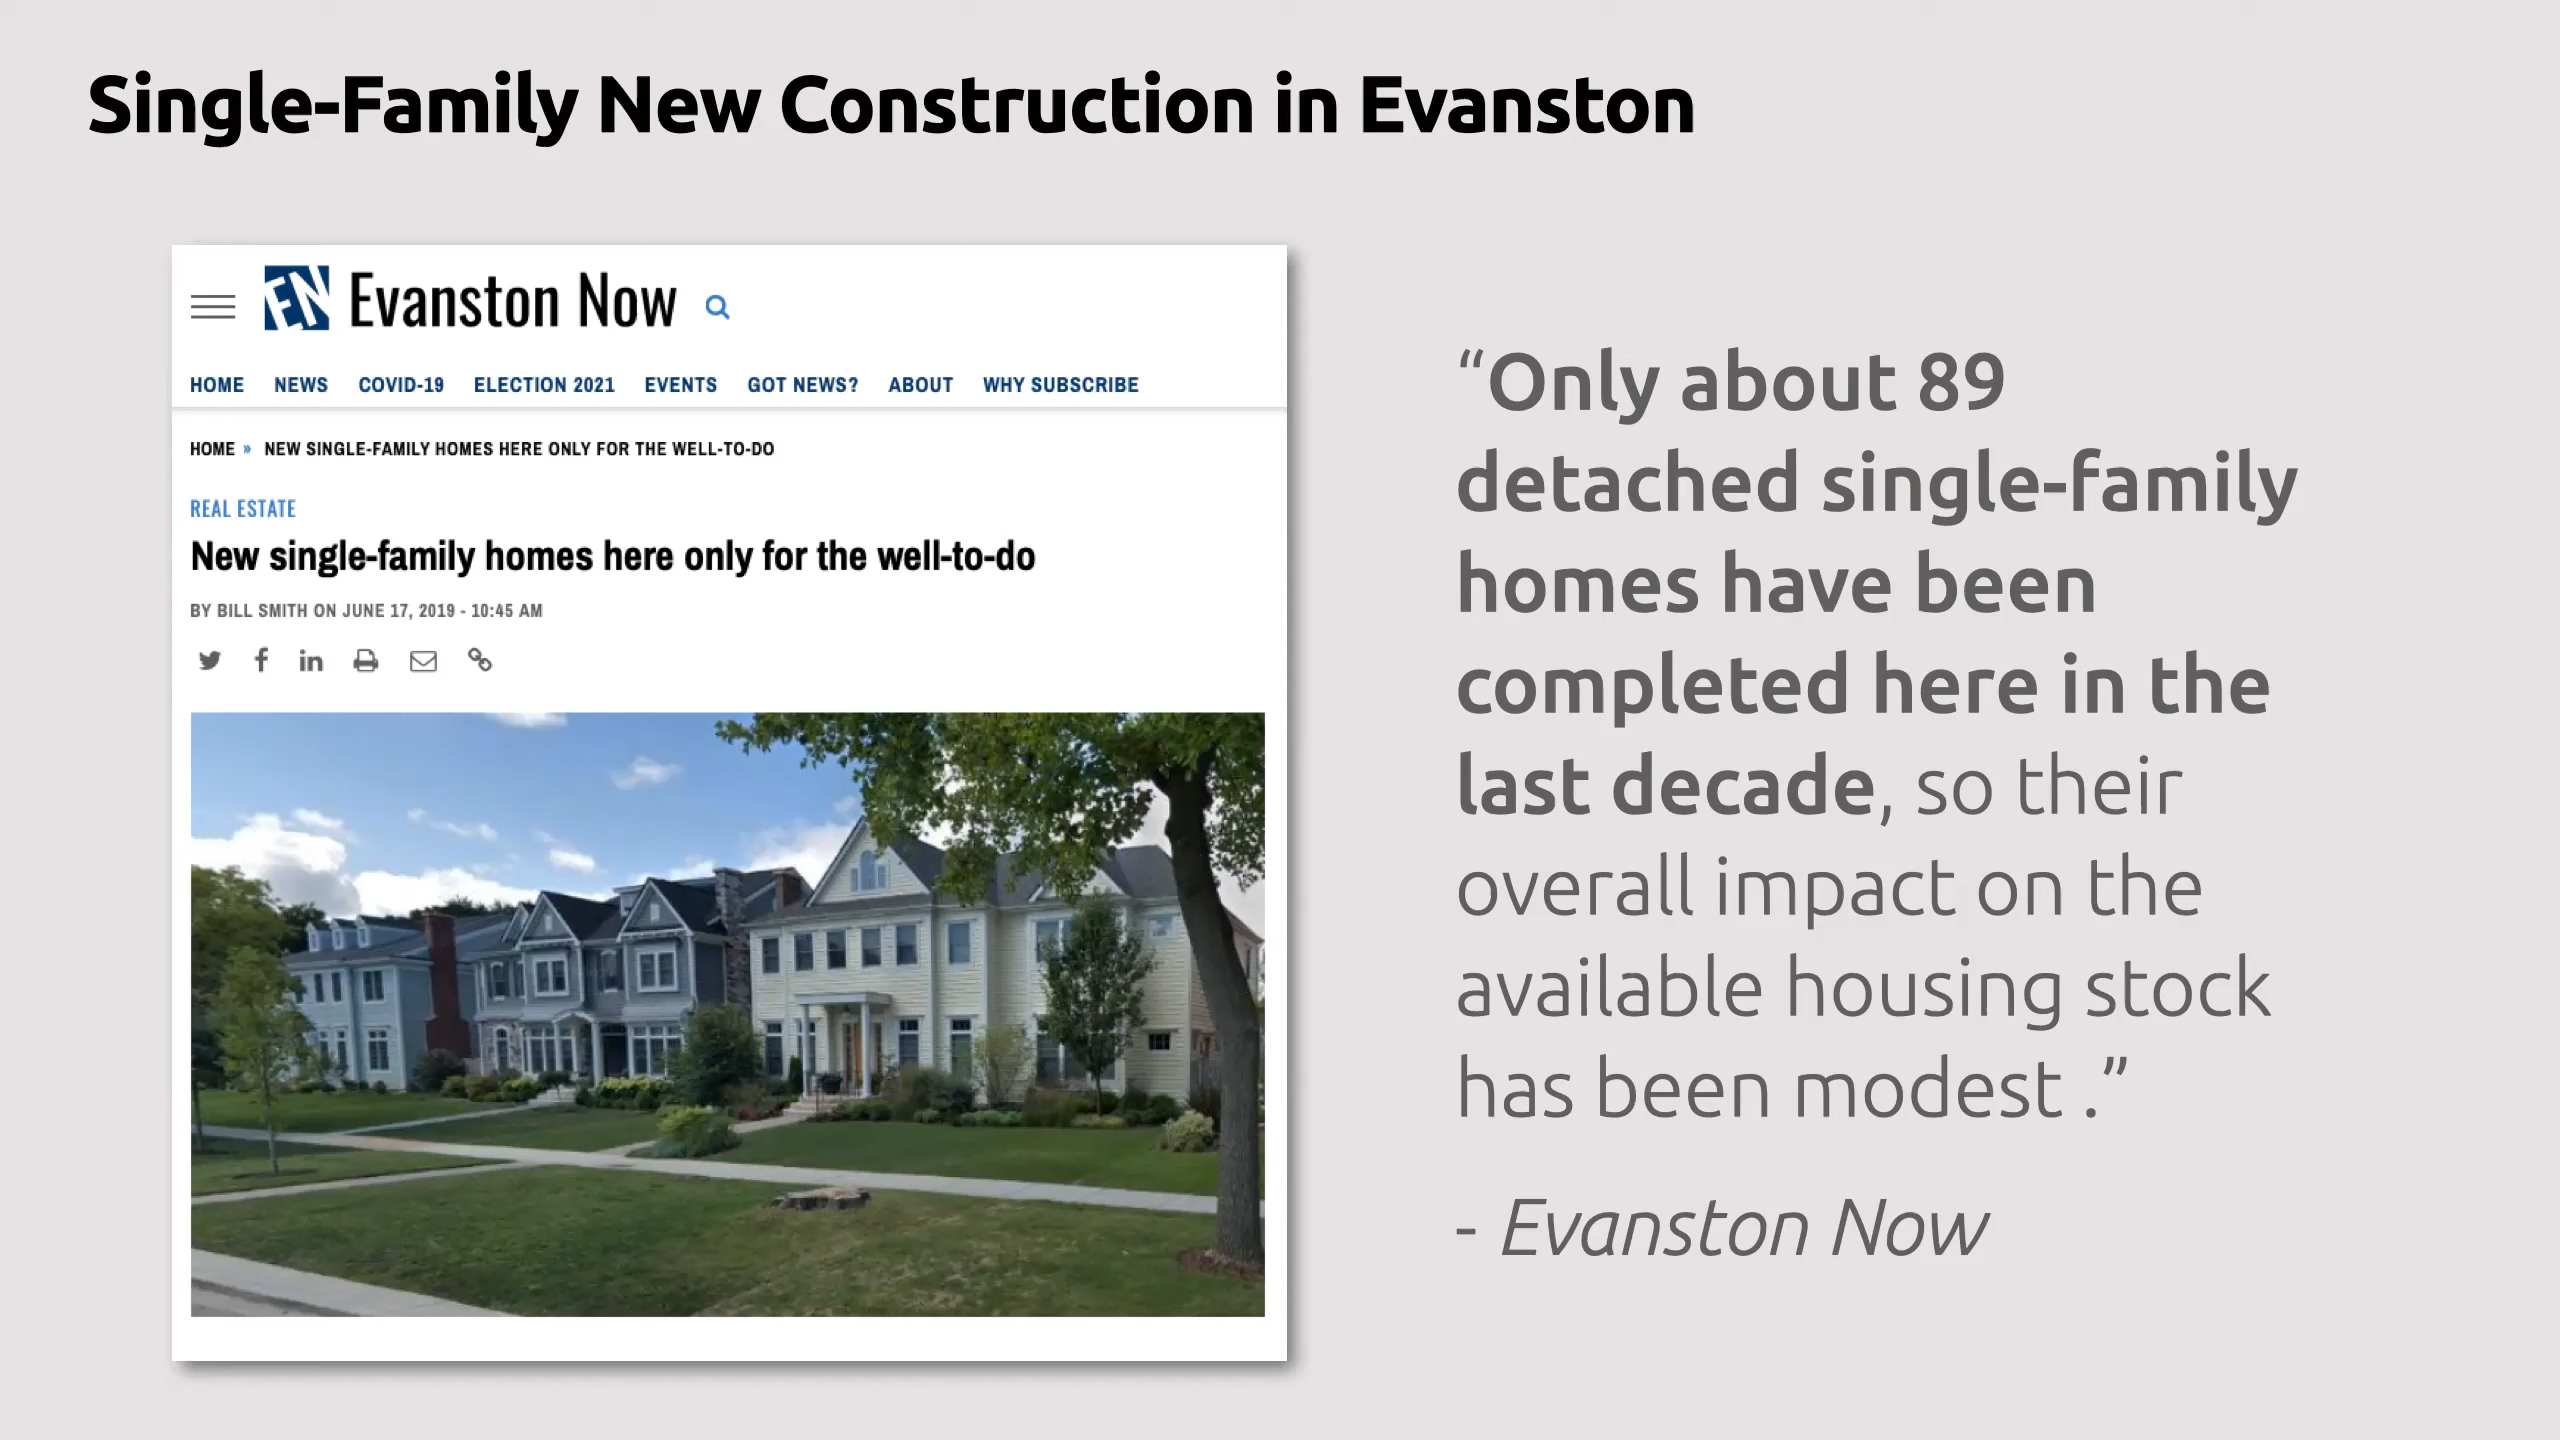 Single-Family New Construction in Evanston
EN Evanston Now
HOME NEWS COVID-19 ELECTION 2021 EVENTS GOT NEWS? ABOUT WHY SUBSCRIBE
HOME » NEW SINGLE-FAMILY HOMES HERE ONLY FOR THE WELL-TO-DO
REAL ESTATE
New single-family homes here only for the well-to-do
BY BILL SMITH ON JUNE 17, 2019 - 10:45 AM
“Only about 89
detached single-family
homes have been
completed here in the
last decade, so their
overall impact on the
available housing stock
has been modest .”
- Evanston Now